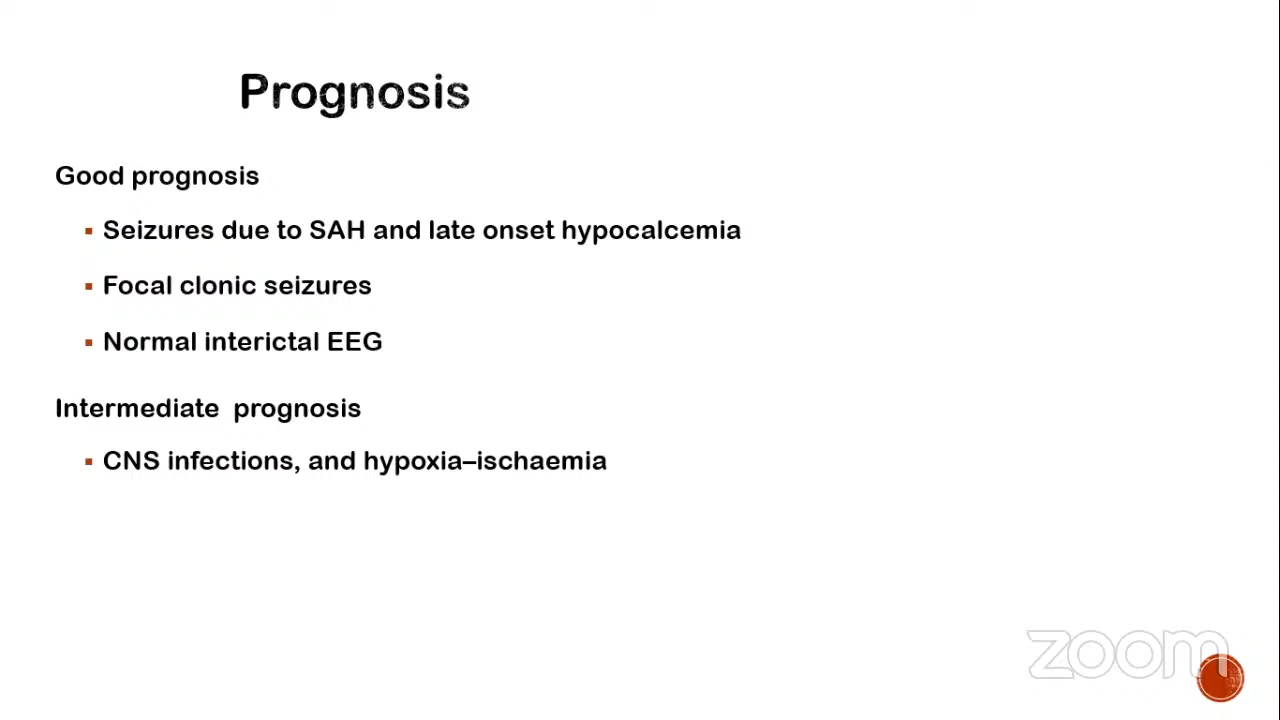 Prognosis
Good prognosis
▪ Seizures due to SAH and late onset hypocalcemia
▪ Focal clonic seizures
▪ Normal interictal EEG
Intermediate  prognosis
▪ CNS infections, and hypoxia–ischaemia
zoom